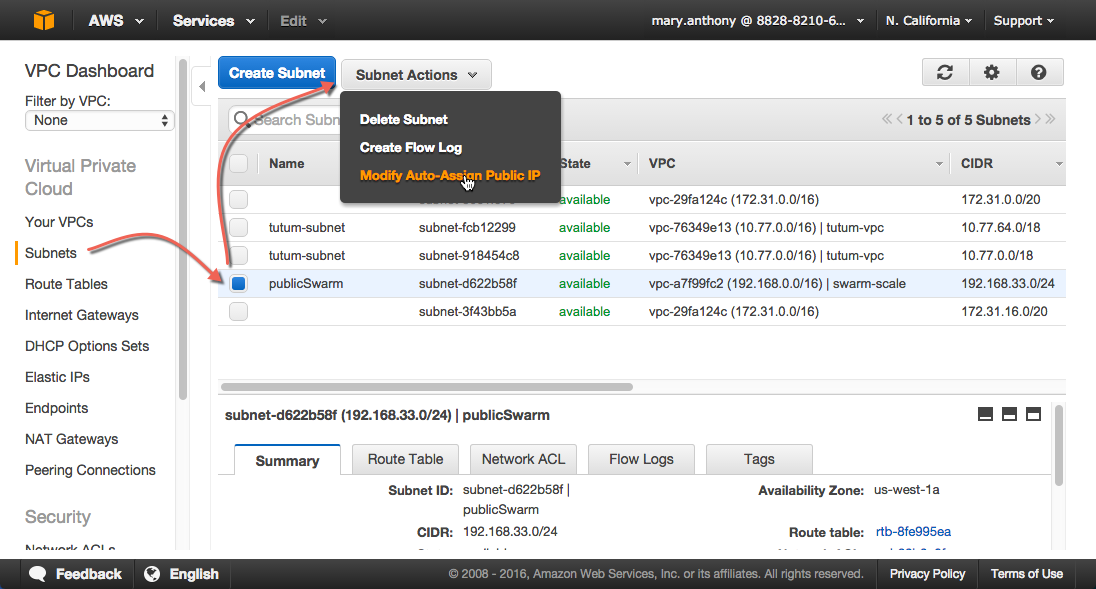 AWS Services Edit mary.anthony @ 8828-8210-6... N. California Support
VPC Dashboard
Filter by VPC:
None
Virtual Private
Cloud
Your VPCs
Subnets
Route Tables
Internet Gateways
DHCP Options Sets
Elastic IPs
Endpoints
NAT Gateways
Peering Connections
Security
Create Subnet Subnet Actions
Delete Subnet
Create Flow Log
Modify Auto-Assign Public IP
Search Subn
1 to 5 of 5 Subnets
Name State VPC CIDR
available vpc-29fa124c (172.31.0.0/16) 172.31.0.0/20
tutum-subnet subnet-fcb12299 available vpc-76349e13 (10.77.0.0/16) | tutum-vpc 10.77.64.0/18
tutum-subnet subnet-918454c8 available vpc-76349e13 (10.77.0.0/16) | tutum-vpc 10.77.0.0/18
publicSwarm subnet-d622b58f available vpc-a7f99fc2 (192.168.0.0/16) | swarm-scale 192.168.33.0/24
subnet-3f43bb5a available vpc-29fa124c (172.31.0.0/16) 172.31.16.0/20
subnet-d622b58f (192.168.33.0/24) | publicSwarm
Summary Route Table Network ACL Flow Logs Tags
Subnet ID: subnet-d622b58f |
publicSwarm
Availability Zone: us-west-1a
CIDR: 192.168.33.0/24
Route table: rtb-8fe995ea
Feedback English © 2008 - 2016, Amazon Web Services, Inc. or its affiliates. All rights reserved. Privacy Policy Terms of Use